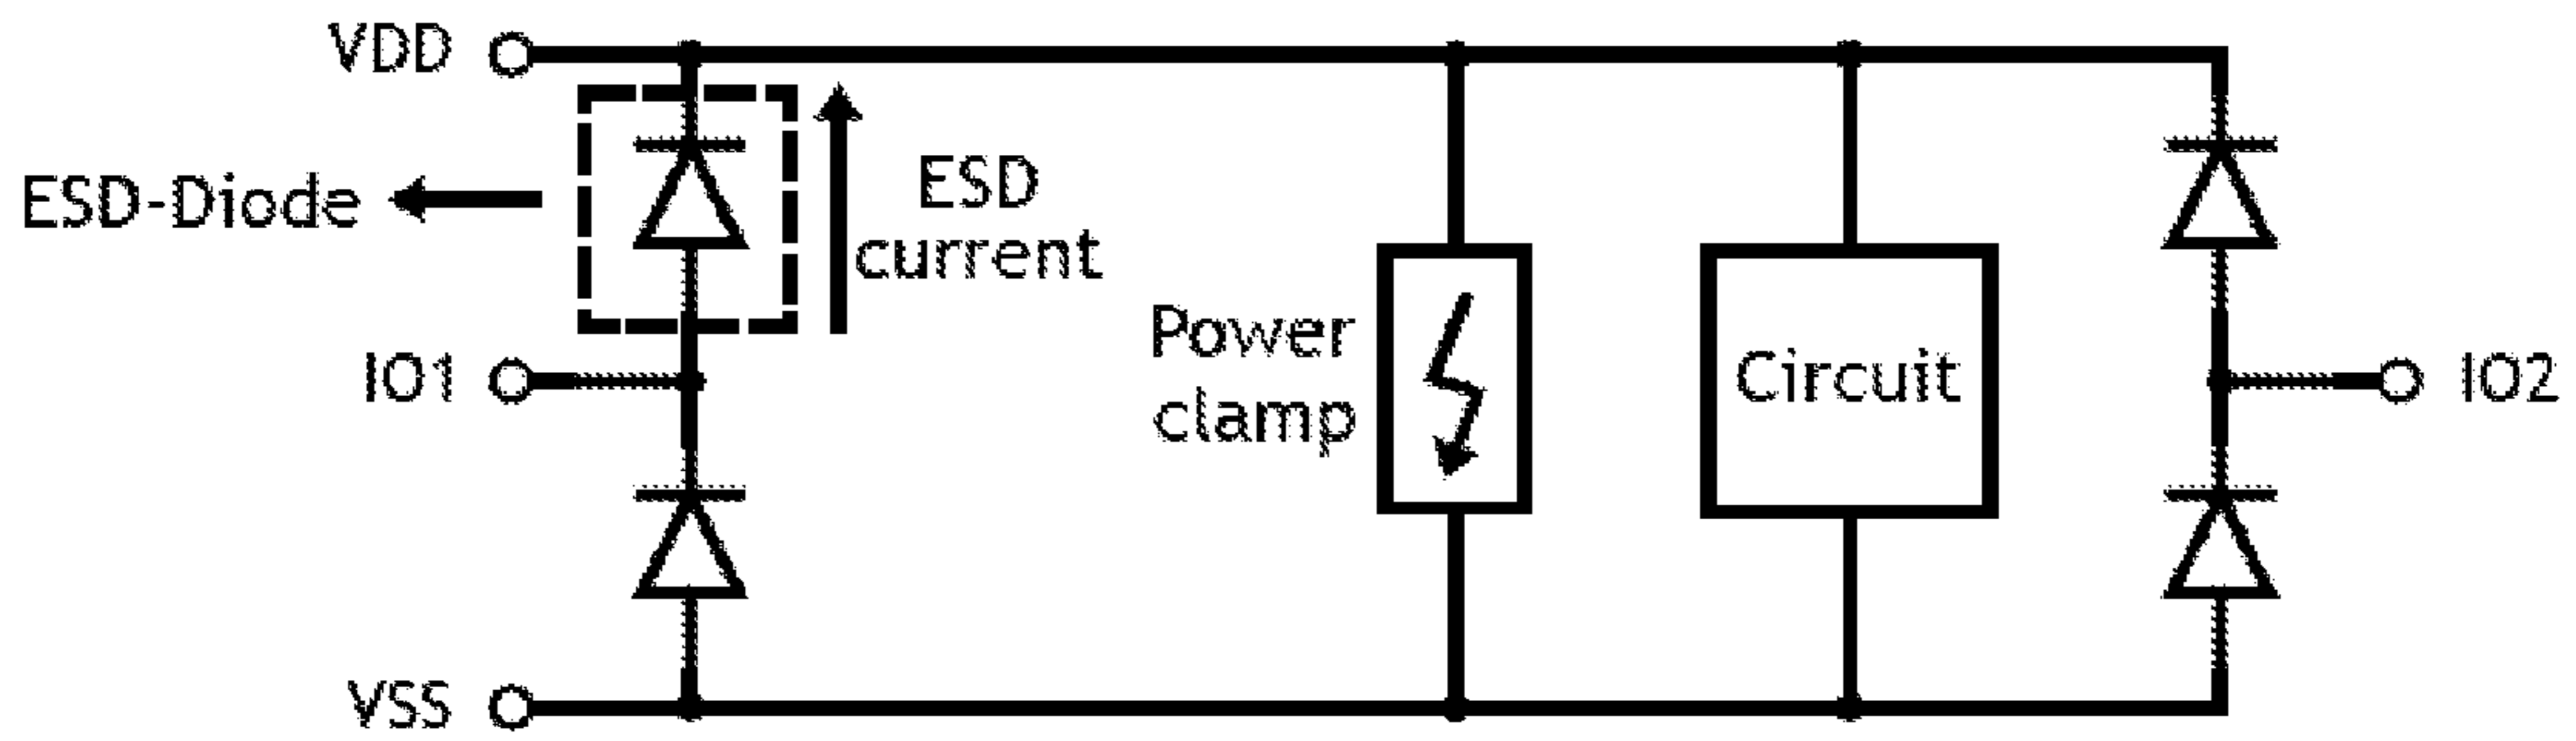 VDD
ESD-Diode
ESD
current
IO1
Power
clamp
Circuit
IO2
VSS